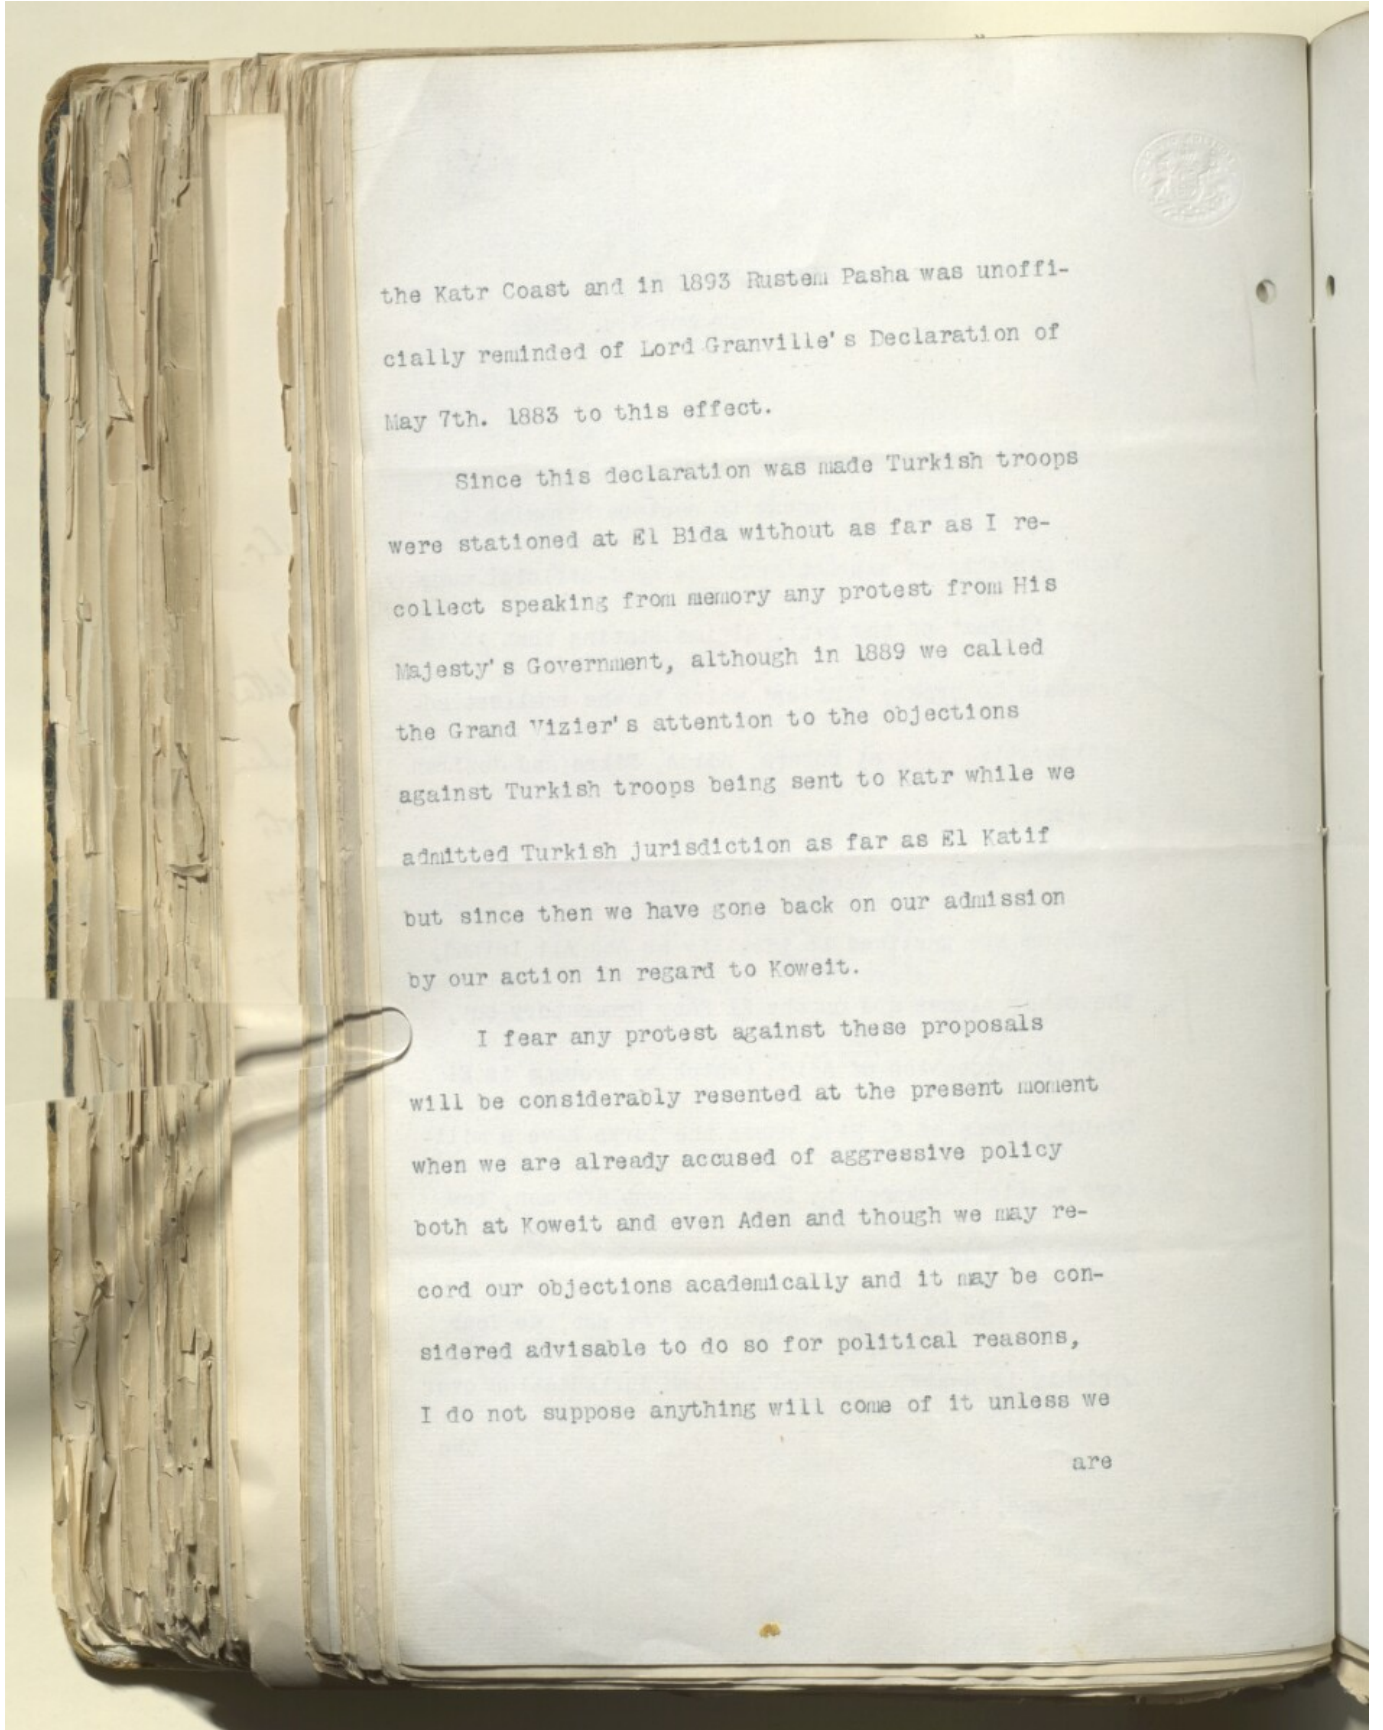 the Katr Coast and in 1893 Rustem Pasha was unoffi-
cially reminded of Lord Granville's Declaration of
May 7th. 1883 to this effect.
Since this declaration was made Turkish troops
were stationed at El Bida without as far as I re-
collect speaking from memory any protest from His
Majesty's Government, although in 1889 we called
the Grand Vizier's attention to the objections
against Turkish troops being sent to Katr while we
admitted Turkish jurisdiction as far as El Katif
but since then we have gone back on our admission
by our action in regard to Koweit.
I fear any protest against these proposals
will be considerably resented at the present moment
when we are already accused of aggressive policy
both at Koweit and even Aden and though we may re-
cord our objections academically and it may be con-
sidered advisable to do so for political reasons,
I do not suppose anything will come of it unless we
are